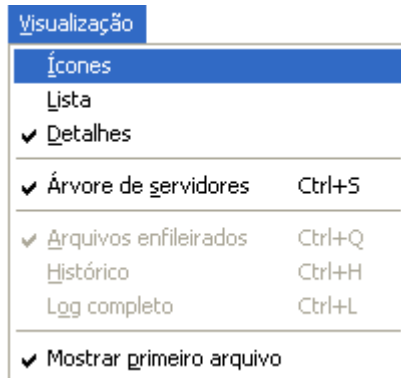 Visualização
Ícones
Lista
Detalhes
Árvore de servidores Ctrl+S
Arquivos enfileirados Ctrl+Q
Histórico Ctrl+H
Log completo Ctrl+L
Mostrar primeiro arquivo